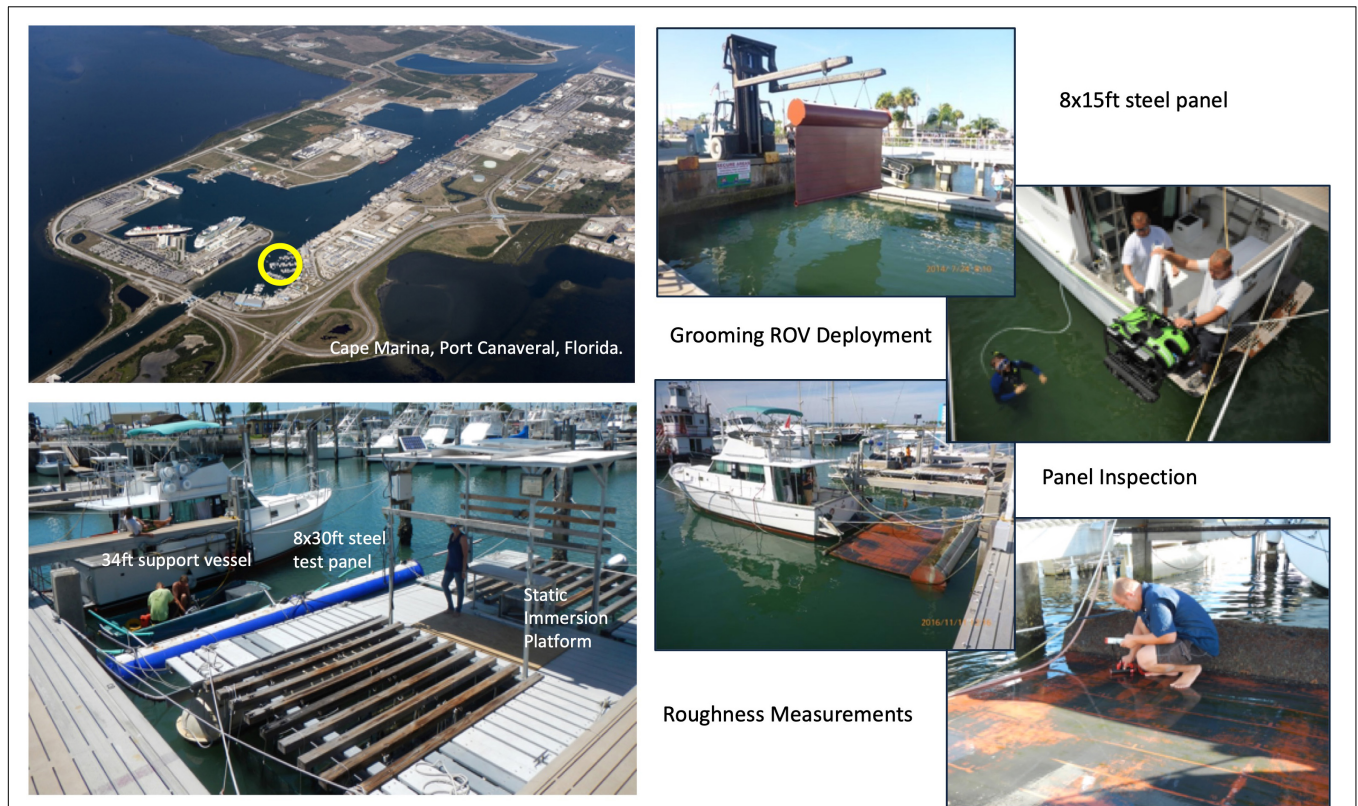 8x15ft steel panel
Grooming ROV Deployment
Cape Marina, Port Canaveral, Florida.
Panel Inspection
34ft support vessel
8x30ft steel
test panel
Static
Immersion
Platform
Roughness Measurements